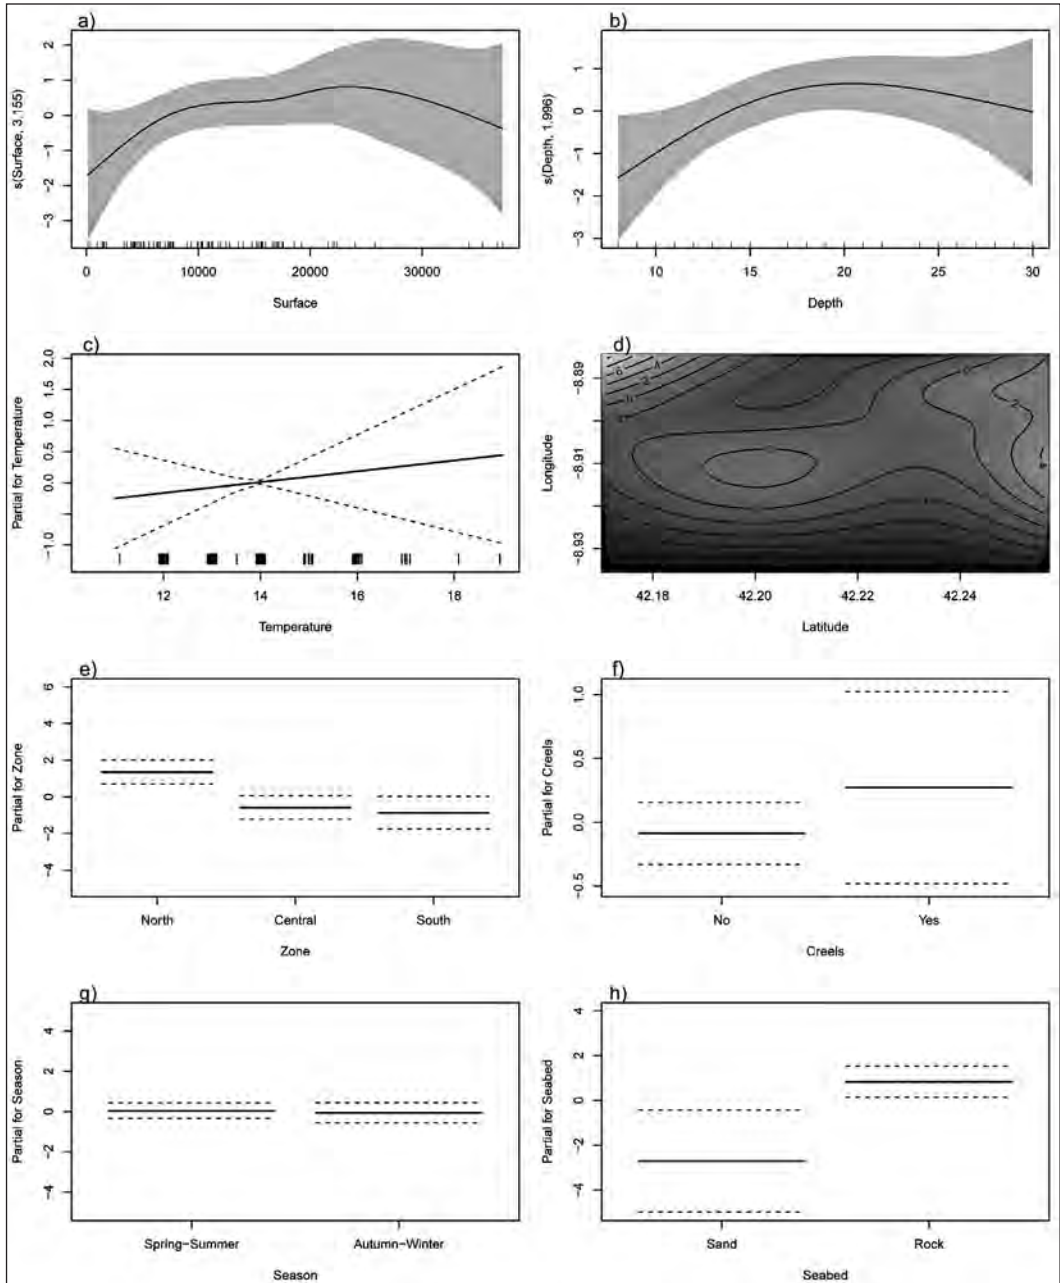 a)
s(Surface, 3.155)
2
1
0
-1
-2
-3
0 10000 20000 30000
Surface
b)
s(Depth, 1.996)
1
0
-1
-2
-3
10 15 20 25 30
Depth
c)
Partial for Temperature
2.0
1.5
1.0
0.5
0.0
-1.0
12 14 16 18
Temperature
d)
Longitude
-8.89
-8.91
-8.93
42.18 42.20 42.22 42.24
Latitude
e)
Partial for Zone
6
4
2
0
-2
-4
North Central South
Zone
f)
Partial for Creels
1.0
0.5
0.0
-0.5
No Yes
Creels
g)
Partial for Season
4
2
0
-2
-4
Spring-Summer Autumn-Winter
Season
h)
Partial for Seabed
4
2
0
-2
-4
Sand Rock
Seabed